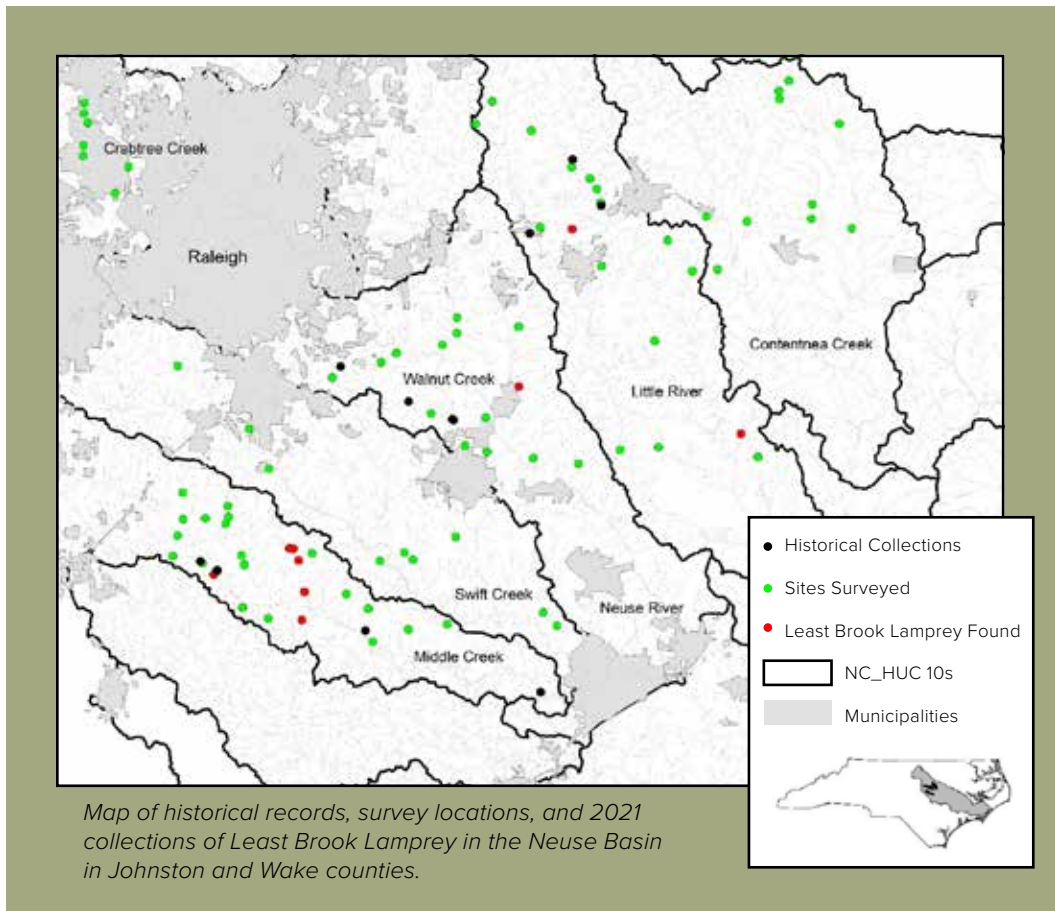 Crabtree Creek
Raleigh
Contentnea Creek
Walnut Creek
Little River
Swift Creek
Neuse River
Middle Creek
Historical Collections
Sites Surveyed
Least Brook Lamprey Found
NC_HUC 10s
Municipalities
Map of historical records, survey locations, and 2021
collections of Least Brook Lamprey in the Neuse Basin
in Johnston and Wake counties.